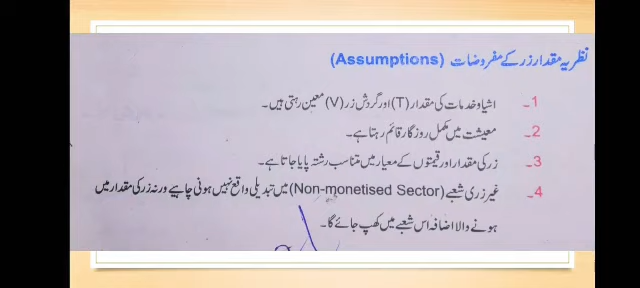 نظریہ مقدار زر کے مفروضات (Assumptions)
1۔ اشیا و خدمات کی مقدار (T) اور گردش زر (V) معین رہتی ہیں۔
2۔ معیشت میں مکمل روزگار قائم رہتا ہے۔
3۔ زر کی مقدار اور قیمتوں کے معیار میں متناسب رشتہ پایا جاتا ہے۔
4۔ غیر زری شعبے (Non-monetised Sector) میں تبدیلی واقع نہیں ہونی چاہیے ورنہ زر کی مقدار میں
ہونے والا اضافہ اس شعبے میں کھپ جائے گا۔